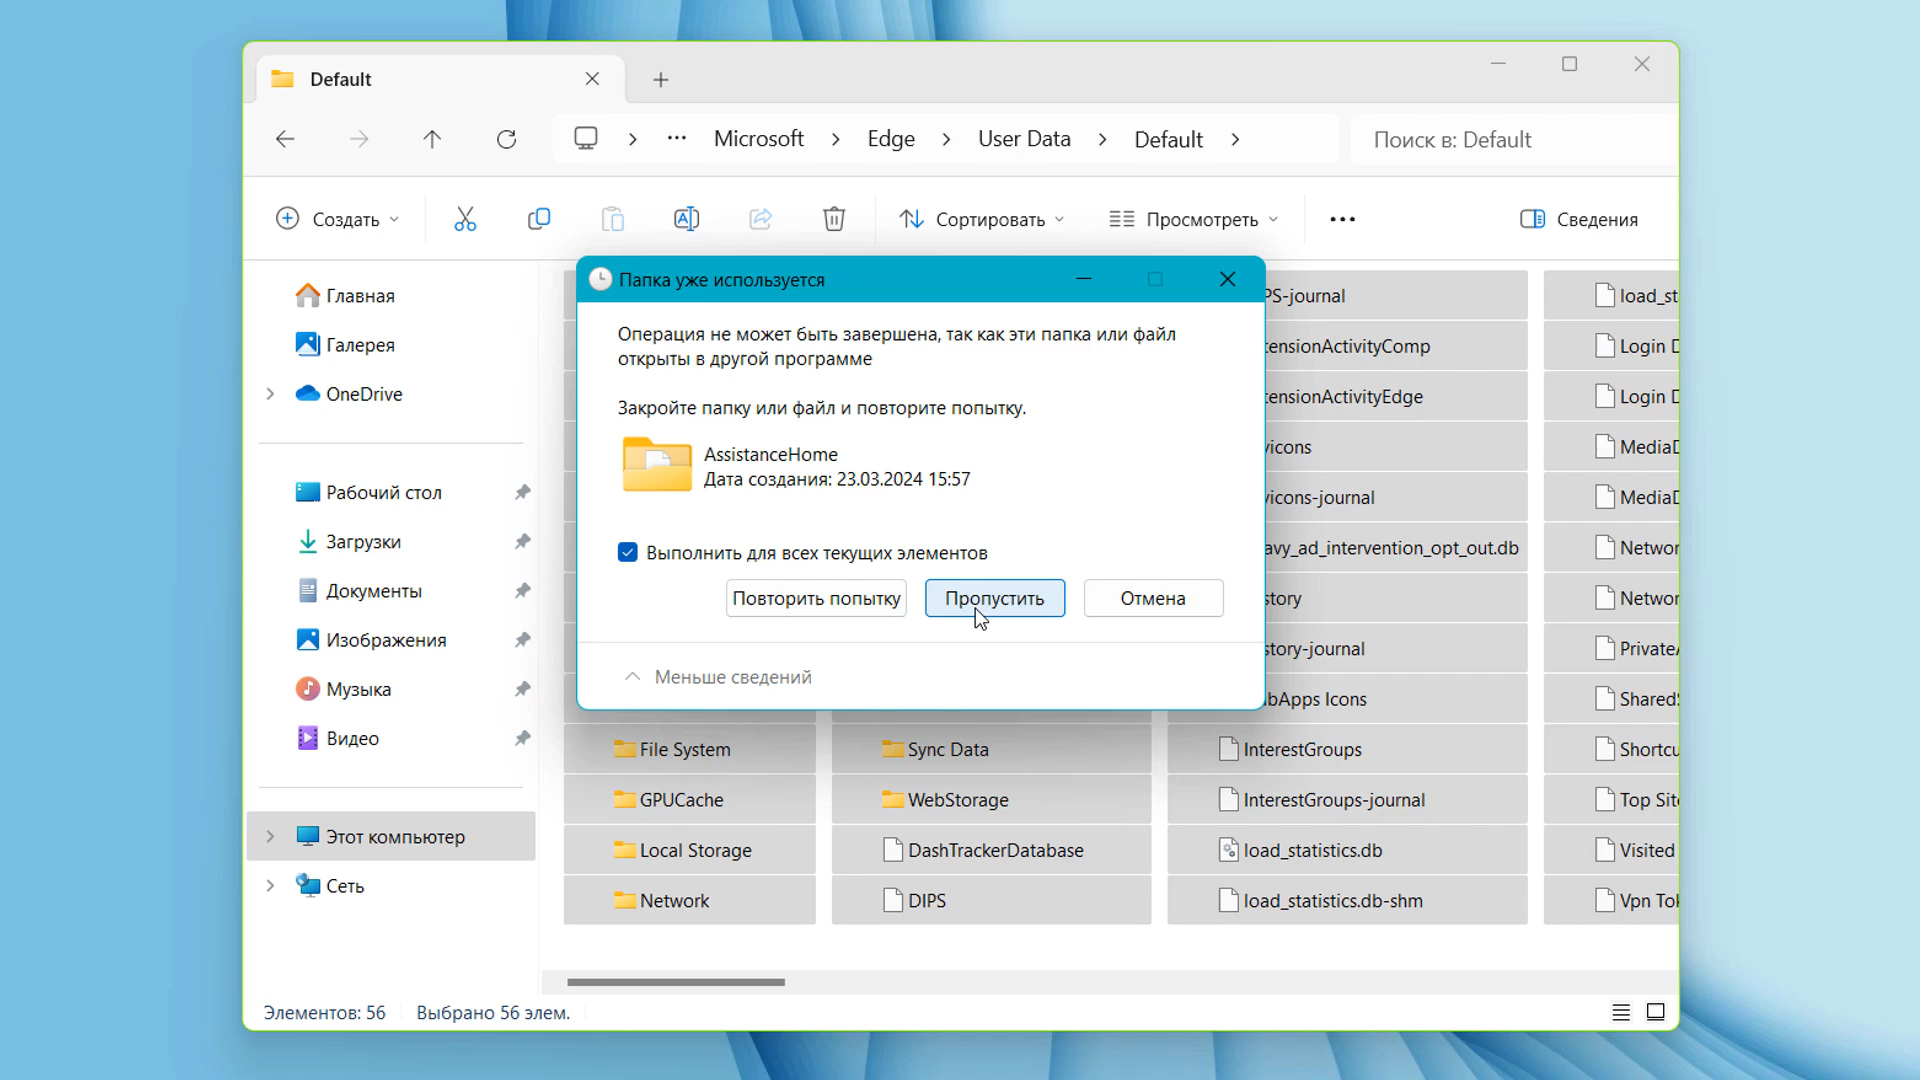 Default
Microsoft
Edge
User Data
Default
Поиск в: Default
Создать
Сортировать
Просмотреть
Сведения
Главная
Галерея
OneDrive
Рабочий стол
Загрузки
Документы
Изображения
Музыка
Видео
Этот компьютер
Сеть
Папка уже используется
Операция не может быть завершена, так как эти папка или файл
открыты в другой программе
Закройте папку или файл и повторите попытку.
AssistanceHome
Дата создания: 23.03.2024 15:57
Выполнить для всех текущих элементов
Повторить попытку
Пропустить
Отмена
Меньше сведений
File System
GPUCache
Local Storage
Network
Sync Data
WebStorage
DashTrackerDatabase
DIPS
PS-journal
tensionActivityComp
tensionActivityEdge
vicons
vicons-journal
avy_ad_intervention_opt_out.db
story
story-journal
bApps Icons
InterestGroups
InterestGroups-journal
load_statistics.db
load_statistics.db-shm
load_st
Login D
Login D
MediaD
MediaD
Networ
Networ
PrivateA
SharedS
Shortcu
Top Site
Visited
Vpn Tok
Элементов: 56
Выбрано 56 элем.